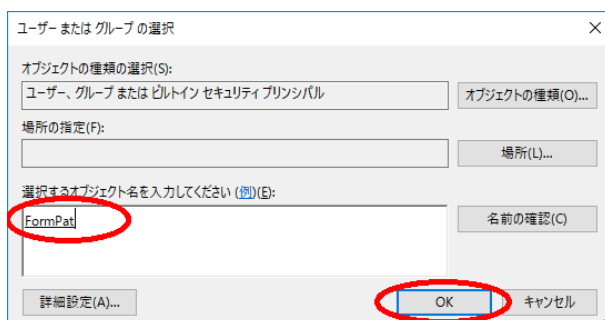 ユーザー または グループ の選択
オブジェクトの種類の選択(S):
ユーザー、グループ または ビルトイン セキュリティ プリンシパル
オブジェクトの種類(O)...
場所の指定(F):
場所(L)...
選択するオブジェクト名を入力してください (例)(E):
FormPat
名前の確認(C)
詳細設定(A)...
OK
キャンセル